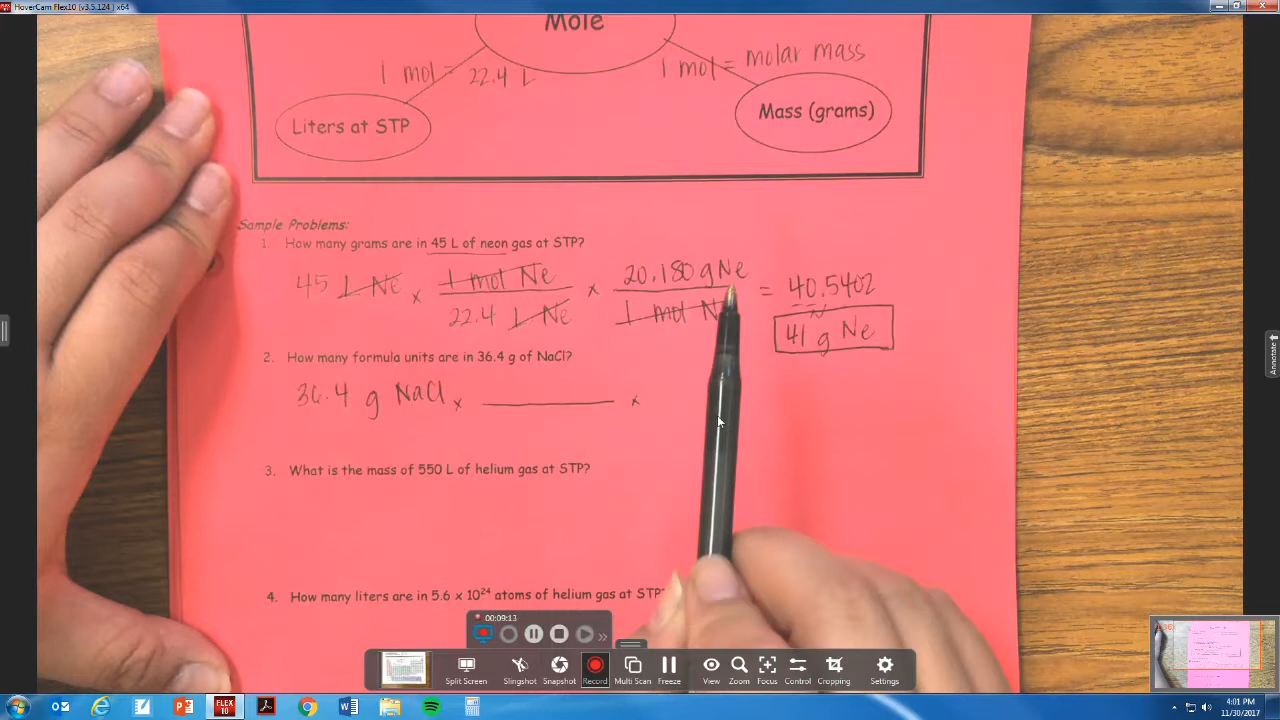 HoverCam Flex10 (v3.5.124) x64
Mole
1 mol = 22.4 L
1 mol = molar mass
Liters at STP
Mass (grams)
Sample Problems:
1. How many grams are in 45 L of neon gas at STP?
45 L Ne x 1 mol Ne x 20.180 g Ne = 40.5402
22.4 L Ne 1 mol N
41 g Ne
2. How many formula units are in 36.4 g of NaCl?
36.4 g NaCl x x
3. What is the mass of 550 L of helium gas at STP?
4. How many liters are in 5.6 x 10²⁴ atoms of helium gas at STP?
00:09:13
Split Screen Slingshot Snapshot Record Multi Scan Freeze View Zoom Focus Control Cropping Settings
Annotate
FLEX 10
4:01 PM
11/30/2017